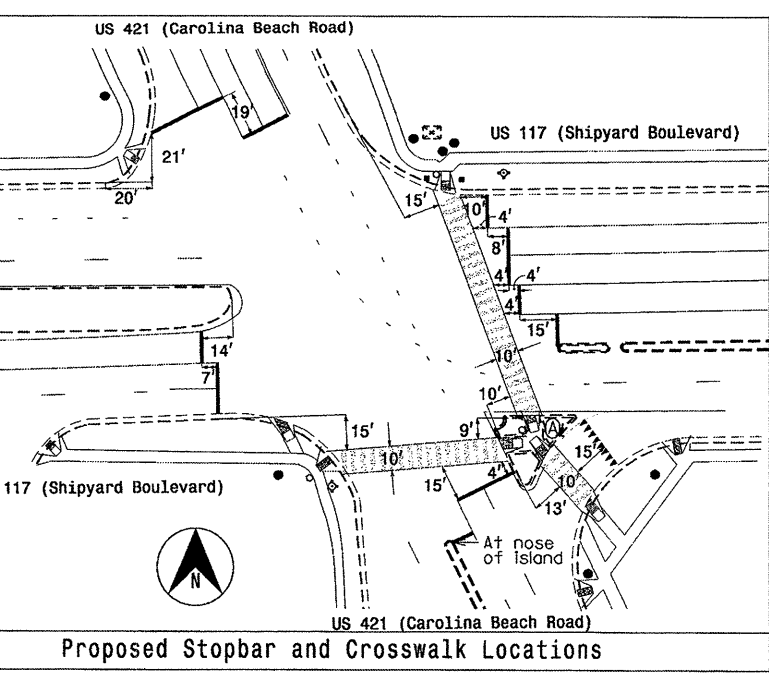 US 421 (Carolina Beach Road)
19'
US 117 (Shipyard Boulevard)
21'
20'
15'
10'
4'
8'
4'
4'
4'
15'
14'
7'
10'
10'
15'
9'
A
15'
10'
4'
15'
10'
13'
117 (Shipyard Boulevard)
At nose
of island
N
US 421 (Carolina Beach Road)
Proposed Stopbar and Crosswalk Locations